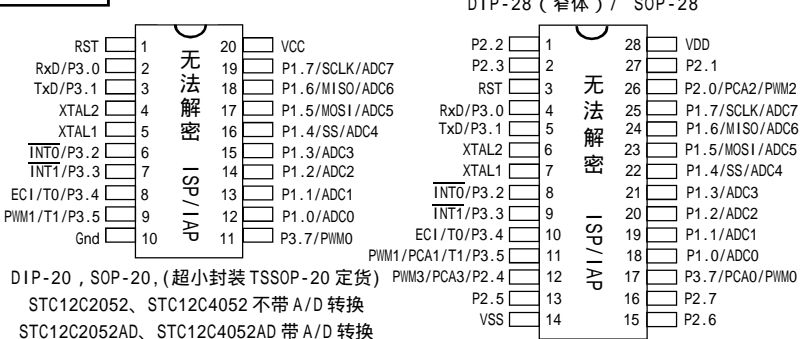 DIP-28(窄体)/ SOP-28
RST 1 20 VCC
RxD/P3.0 2 19 P1.7/SCLK/ADC7
TxD/P3.1 3 18 P1.6/MISO/ADC6
XTAL2 4 17 P1.5/MOSI/ADC5
XTAL1 5 16 P1.4/SS/ADC4
INT0/P3.2 6 15 P1.3/ADC3
INT1/P3.3 7 14 P1.2/ADC2
ECI/T0/P3.4 8 13 P1.1/ADC1
PWM1/T1/P3.5 9 12 P1.0/ADC0
Gnd 10 11 P3.7/PWM0
无法解密 ISP/IAP
DIP-20,SOP-20,(超小封装TSSOP-20 定货)
STC12C2052、STC12C4052 不带 A/D 转换
STC12C2052AD、STC12C4052AD 带 A/D 转换
P2.2 1 28 VDD
P2.3 2 27 P2.1
RST 3 26 P2.0/PCA2/PWM2
RxD/P3.0 4 25 P1.7/SCLK/ADC7
TxD/P3.1 5 24 P1.6/MISO/ADC6
XTAL2 6 23 P1.5/MOSI/ADC5
XTAL1 7 22 P1.4/SS/ADC4
INT0/P3.2 8 21 P1.3/ADC3
INT1/P3.3 9 20 P1.2/ADC2
ECI/T0/P3.4 10 19 P1.1/ADC1
PWM1/PCA1/T1/P3.5 11 18 P1.0/ADC0
PWM3/PCA3/P2.4 12 17 P3.7/PCA0/PWM0
P2.5 13 16 P2.7
VSS 14 15 P2.6
无法解密 ISP/IAP